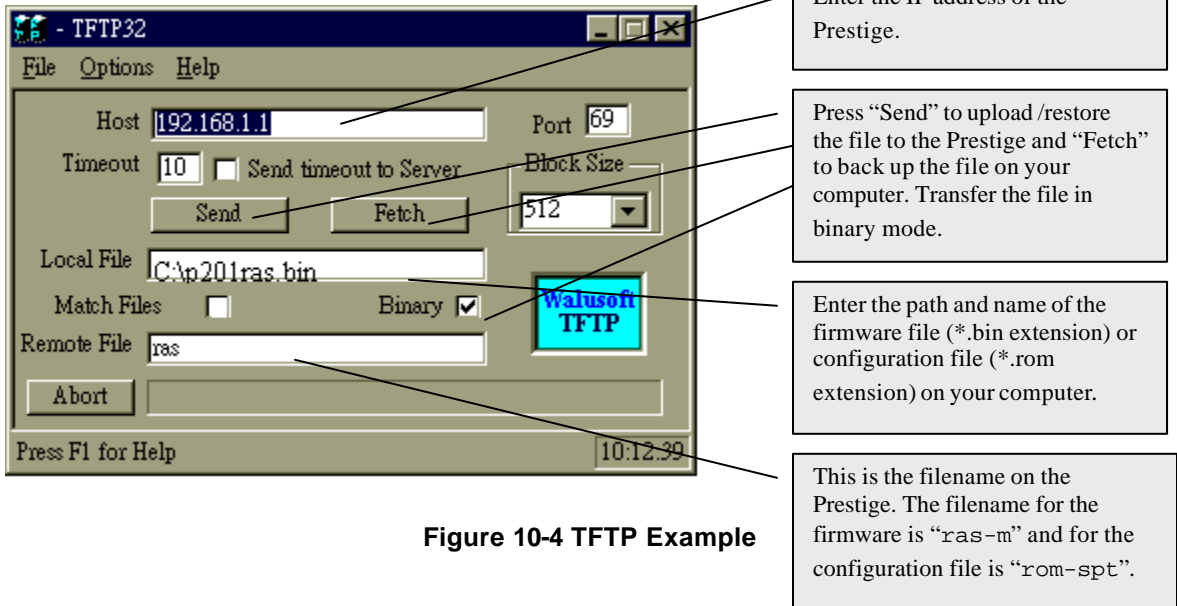 - TFTP32
File Options Help
Host 192.168.1.1
Port 69
Timeout 10 Send timeout to Server
Block Size
Send Fetch
512
Local File C:\p201ras.bin
Match Files Binary
Walusoft
TFTP
Remote File ras
Abort
Press F1 for Help 10:12:39
Enter the IP address of the
Prestige.
Press “Send” to upload /restore
the file to the Prestige and “Fetch”
to back up the file on your
computer. Transfer the file in
binary mode.
Enter the path and name of the
firmware file (*.bin extension) or
configuration file (*.rom
extension) on your computer.
This is the filename on the
Prestige. The filename for the
firmware is “ras-m” and for the
configuration file is “rom-spt”.
Figure 10-4 TFTP Example